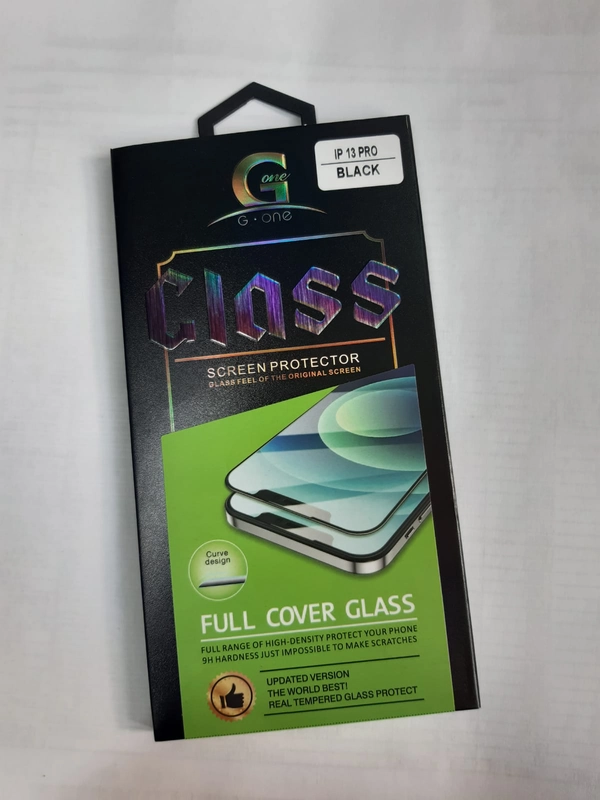 IP 13 PRO
BLACK
G one
G·one
Glass
SCREEN PROTECTOR
GLASS FEEL OF THE ORIGINAL SCREEN
Curve
design
FULL COVER GLASS
FULL RANGE OF HIGH-DENSITY PROTECT YOUR PHONE
9H HARDNESS JUST IMPOSSIBLE TO MAKE SCRATCHES
UPDATED VERSION
THE WORLD BEST!
REAL TEMPERED GLASS PROTECT